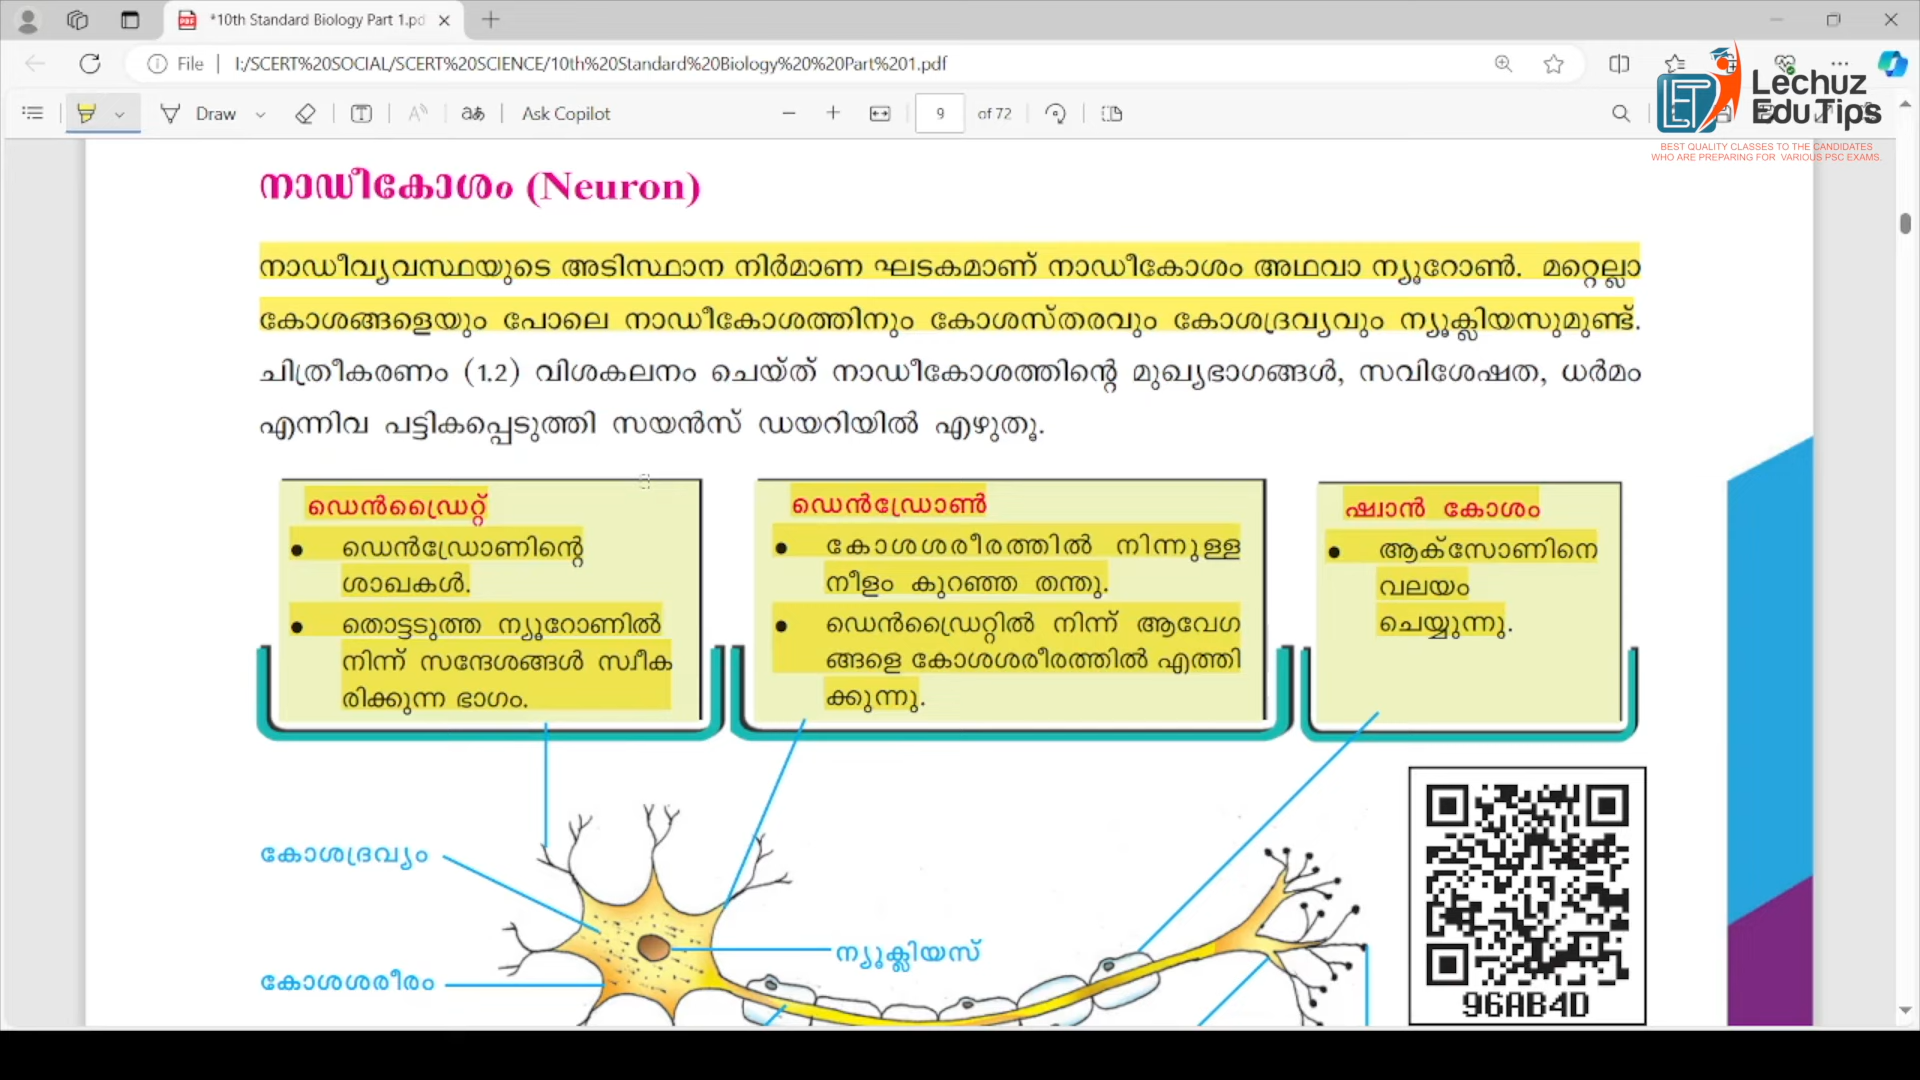 *10th Standard Biology Part 1.pd
File
I:/SCERT%20SOCIAL/SCERT%20SCIENCE/10th%20Standard%20Biology%20%20Part%201.pdf
Draw
Ask Copilot
9 of 72
Lechuz
Edu Tips
BEST QUALITY CLASSES TO THE CANDIDATES
WHO ARE PREPARING FOR VARIOUS PSC EXAMS.
നാഡീകോശം (Neuron)
നാഡീവ്യവസ്ഥയുടെ അടിസ്ഥാന നിർമാണ ഘടകമാണ് നാഡീകോശം അഥവാ ന്യൂറോൺ. മറ്റെല്ലാ
കോശങ്ങളെയും പോലെ നാഡീകോശത്തിനും കോശസ്തരവും കോശദ്രവ്യവും ന്യൂക്ലിയസുമുണ്ട്.
ചിത്രീകരണം (1.2) വിശകലനം ചെയ്ത് നാഡീകോശത്തിന്റെ മുഖ്യഭാഗങ്ങൾ, സവിശേഷത, ധർമം
എന്നിവ പട്ടികപ്പെടുത്തി സയൻസ് ഡയറിയിൽ എഴുതൂ.
ഡെൻഡ്രൈറ്റ്
• ഡെൻഡ്രോണിന്റെ
ശാഖകൾ.
• തൊട്ടടുത്ത ന്യൂറോണിൽ
നിന്ന് സന്ദേശങ്ങൾ സ്വീക
രിക്കുന്ന ഭാഗം.
ഡെൻഡ്രോൺ
• കോശശരീരത്തിൽ നിന്നുള്ള
നീളം കുറഞ്ഞ തന്തു.
• ഡെൻഡ്രൈറ്റിൽ നിന്ന് ആവേഗ
ങ്ങളെ കോശശരീരത്തിൽ എത്തി
ക്കുന്നു.
ഷ്വാൻ കോശം
• ആക്സോണിനെ
വലയം
ചെയ്യുന്നു.
കോശദ്രവ്യം
ന്യൂക്ലിയസ്
കോശശരീരം
96AB4D